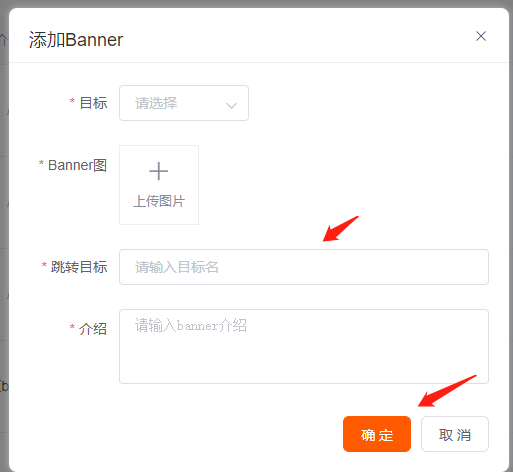 添加Banner
* 目标 请选择
* Banner图
上传图片
* 跳转目标 请输入目标名
* 介绍 请输入banner介绍
确 定 取 消